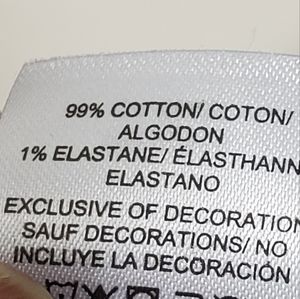 99% COTTON/ COTON/
ALGODON
1% ELASTANE/ ÉLASTHANN
ELASTANO
EXCLUSIVE OF DECORATION
SAUF DECORATIONS/ NO
INCLUYE LA DECORACIÓN